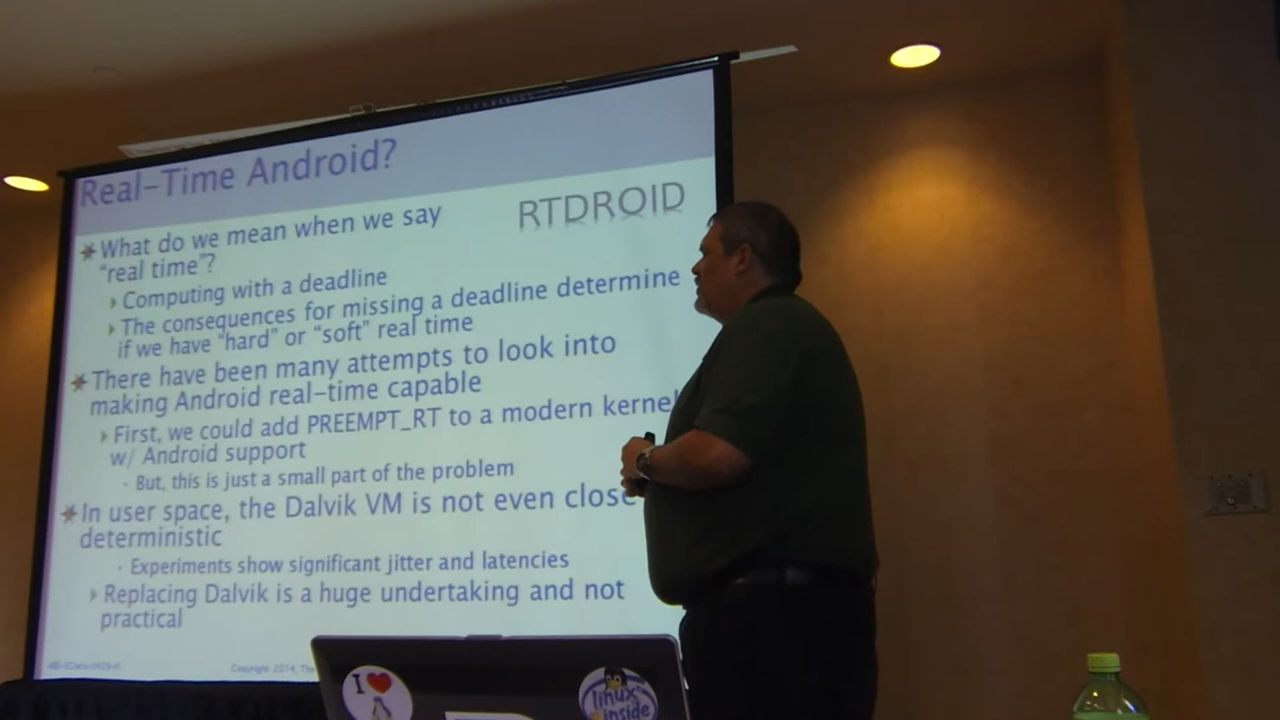 Real-Time Android?
RTDROID
What do we mean when we say
"real time"?
Computing with a deadline
The consequences for missing a deadline determine
if we have "hard" or "soft" real time
There have been many attempts to look into
making Android real-time capable
First, we could add PREEMPT_RT to a modern kernel
w/ Android support
But, this is just a small part of the problem
In user space, the Dalvik VM is not even close
deterministic
Experiments show significant jitter and latencies
Replacing Dalvik is a huge undertaking and not
practical
Copyright 2014, The
I
linux
inside